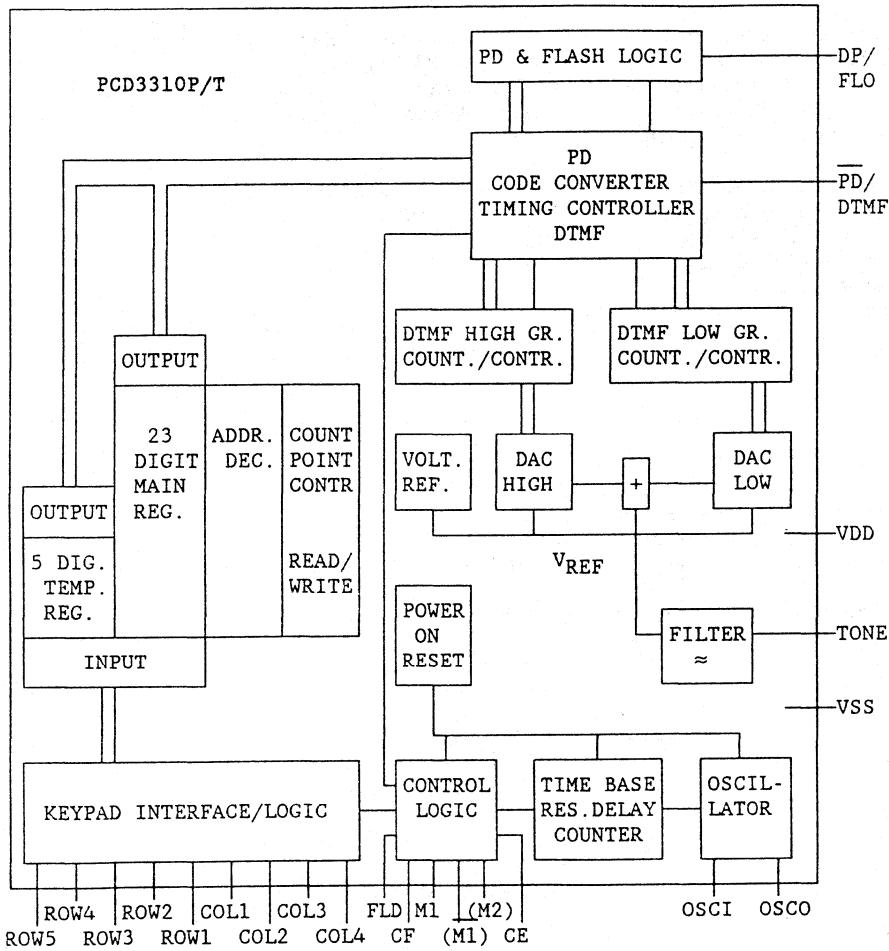 PD & FLASH LOGIC
DP/
FLO
PCD3310P/T
PD
CODE CONVERTER
TIMING CONTROLLER
DTMF
P̅D̅/
DTMF
DTMF HIGH GR.
COUNT./CONTR.
DTMF LOW GR.
COUNT./CONTR.
OUTPUT
23
DIGIT
MAIN
REG.
ADDR.
DEC.
COUNT
POINT
CONTR
READ/
WRITE
VOLT.
REF.
DAC
HIGH
+
DAC
LOW
OUTPUT
5 DIG.
TEMP.
REG.
VDD
VREF
POWER
ON
RESET
FILTER
≈
TONE
INPUT
VSS
KEYPAD INTERFACE/LOGIC
CONTROL
LOGIC
TIME BASE
RES.DELAY
COUNTER
OSCIL-
LATOR
ROW4 ROW2 COL1 COL3 FLD M1 (M2) OSCI OSCO
ROW5 ROW3 ROW1 COL2 COL4 CF (M̅1̅) CE